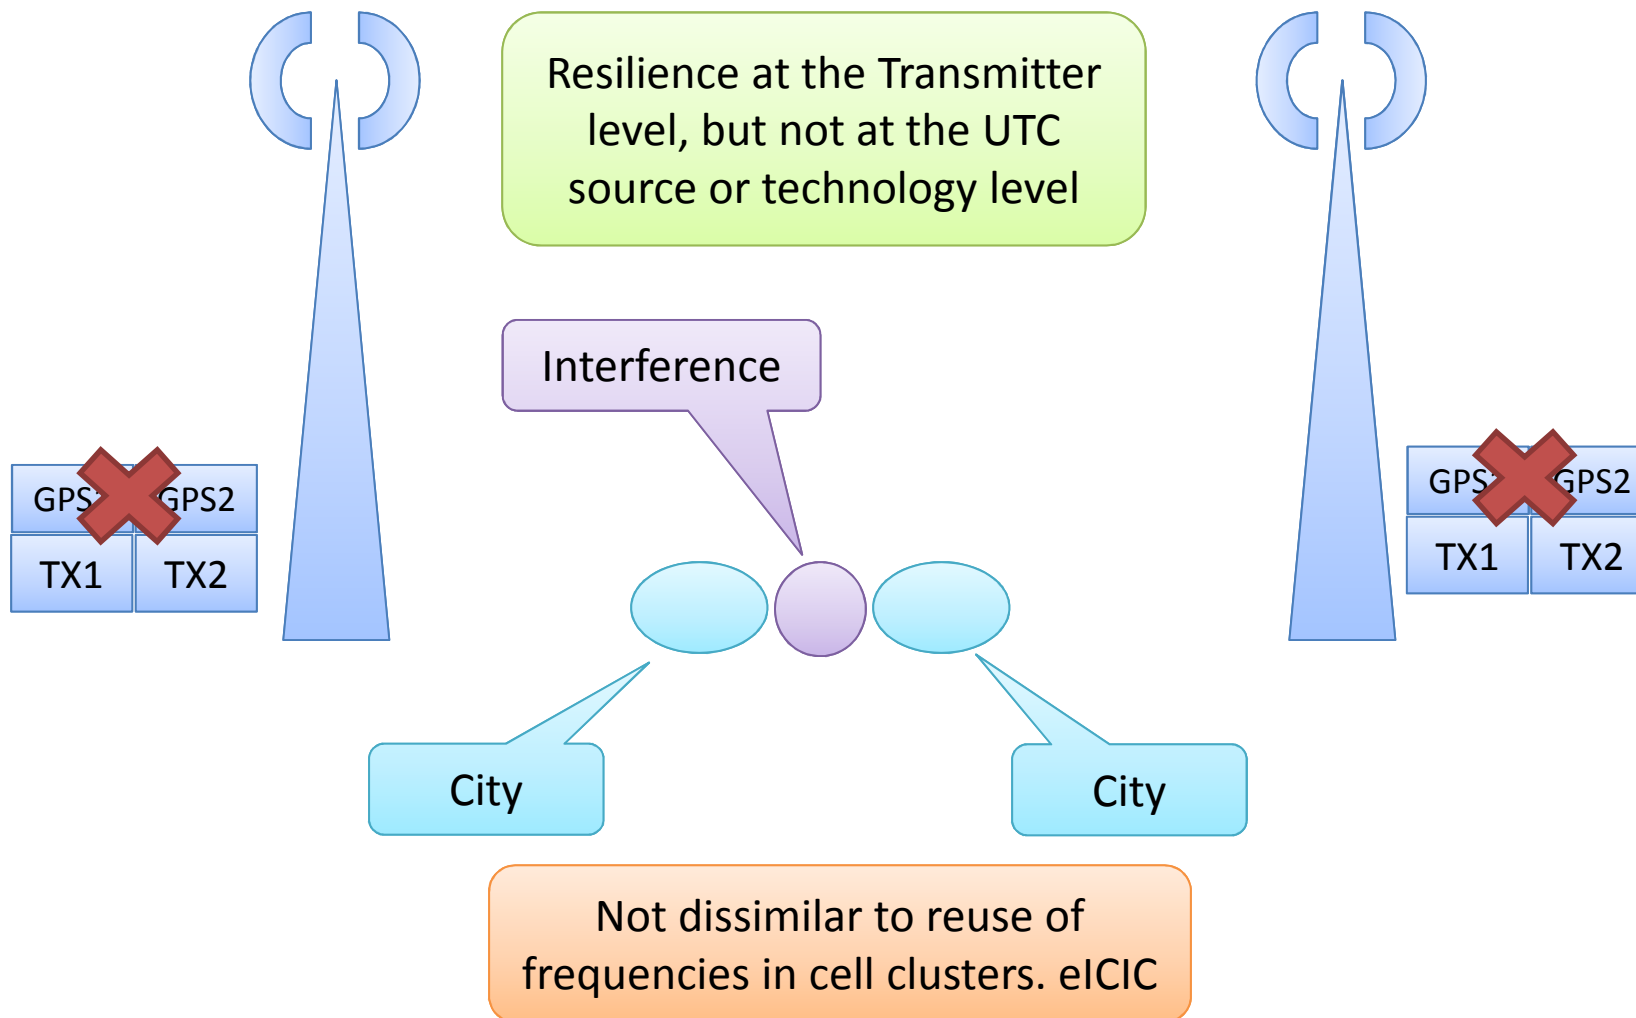 Resilience at the Transmitter
level, but not at the UTC
source or technology level
Interference
GPS2
GPS2
TX1
TX2
TX1
TX2
City
City
Not dissimilar to reuse of
frequencies in cell clusters. eICIC